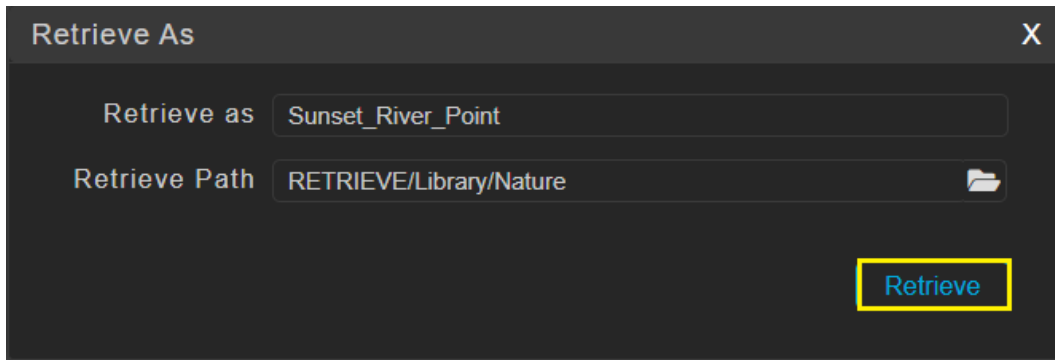 Retrieve As X
Retrieve as Sunset_River_Point
Retrieve Path RETRIEVE/Library/Nature
Retrieve